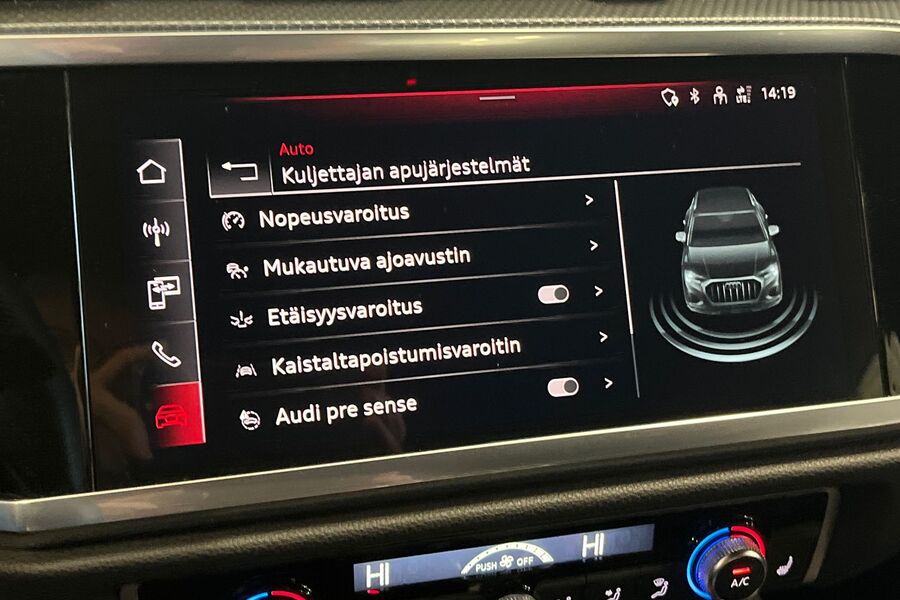 14:19
Auto
Kuljettajan apujärjestelmät
Nopeusvaroitus
Mukautuva ajoavustin
Etäisyysvaroitus
Kaistaltapoistumisvaroitin
Audi pre sense
HI
PUSH OFF
HI
A/C